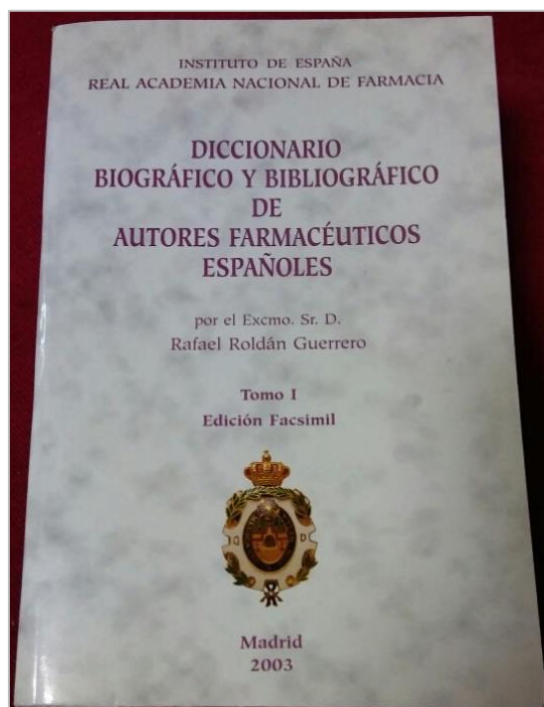 INSTITUTO DE ESPAÑA
REAL ACADEMIA NACIONAL DE FARMACIA
DICCIONARIO
BIOGRÁFICO Y BIBLIOGRÁFICO
DE
AUTORES FARMACÉUTICOS
ESPAÑOLES
por el Excmo. Sr. D.
Rafael Roldán Guerrero
Tomo I
Edición Facsimil
Madrid
2003